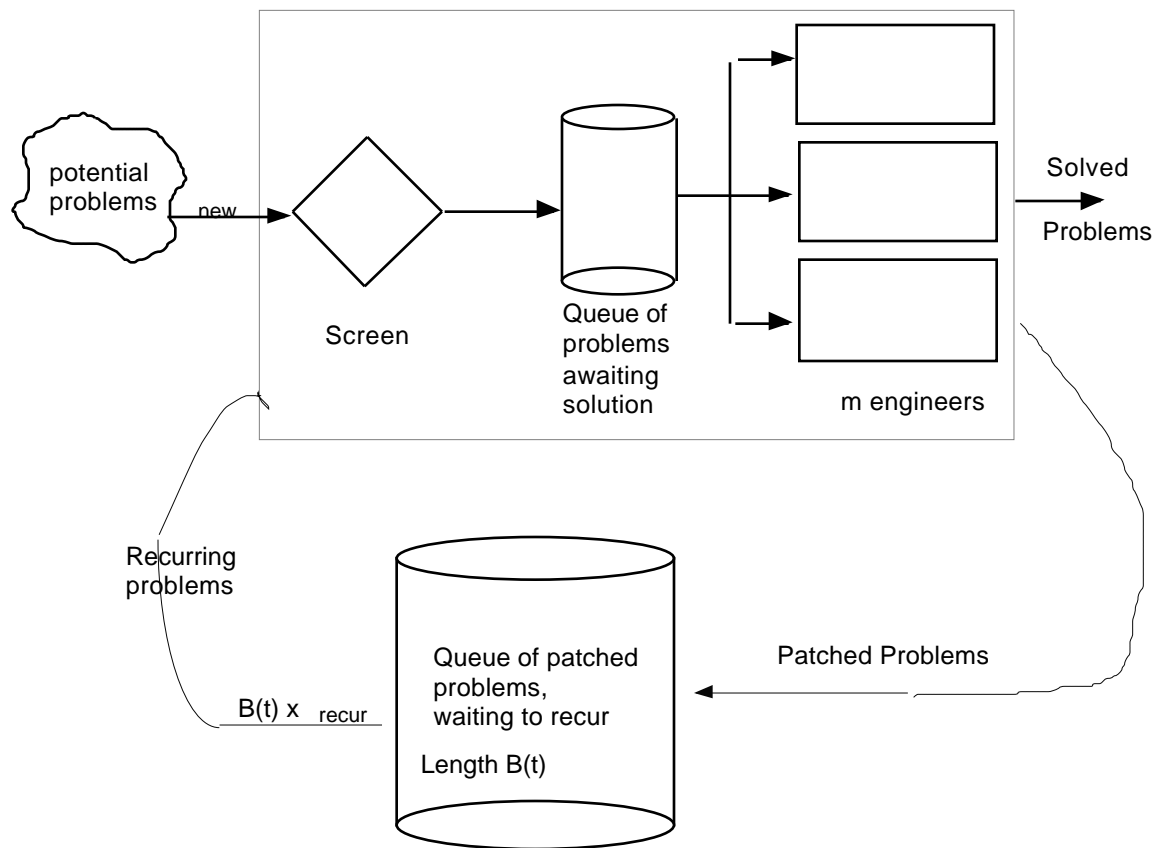 potential
problems
new
Screen
Queue of
problems
awaiting
solution
m engineers
Solved
Problems
Recurring
problems
B(t) x recur
Queue of patched
problems,
waiting to recur
Length B(t)
Patched Problems